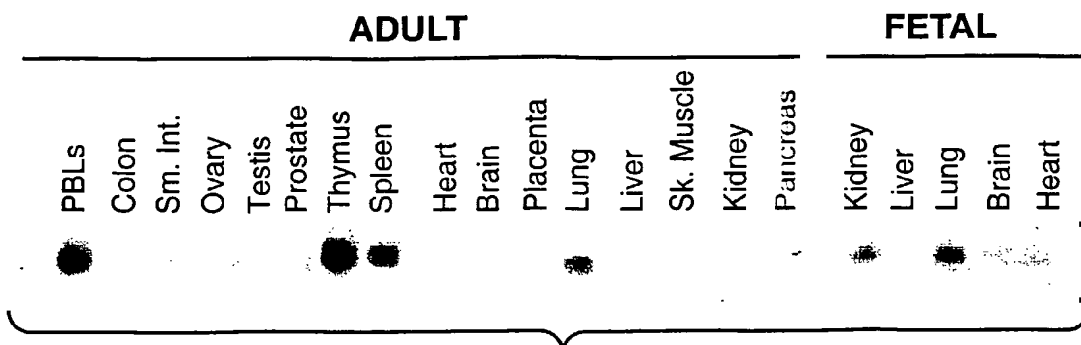 ADULT
FETAL
PBLs
Colon
Sm. Int.
Ovary
Testis
Prostate
Thymus
Spleen
Heart
Brain
Placenta
Lung
Liver
Sk. Muscle
Kidney
Pancroas
Kidney
Liver
Lung
Brain
Heart